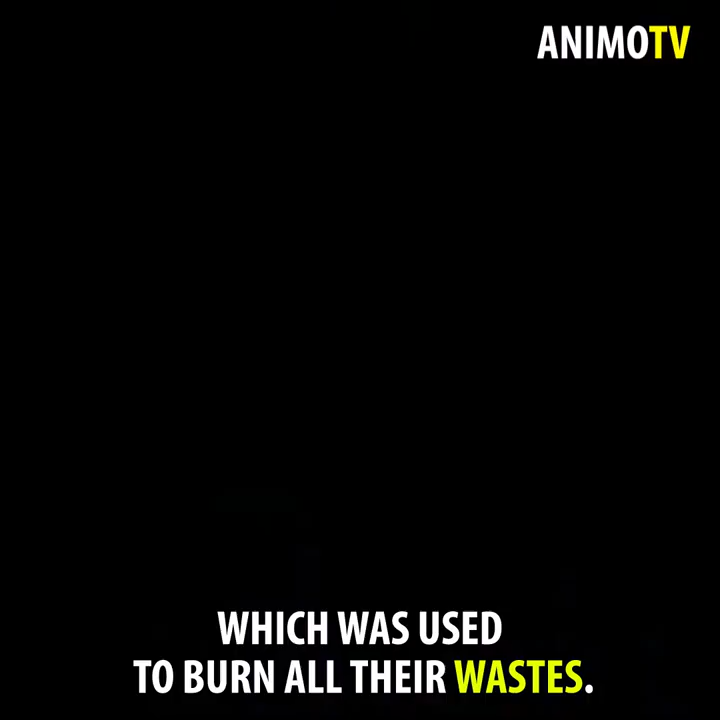 ANIMOTV
WHICH WAS USED
TO BURN ALL THEIR WASTES.